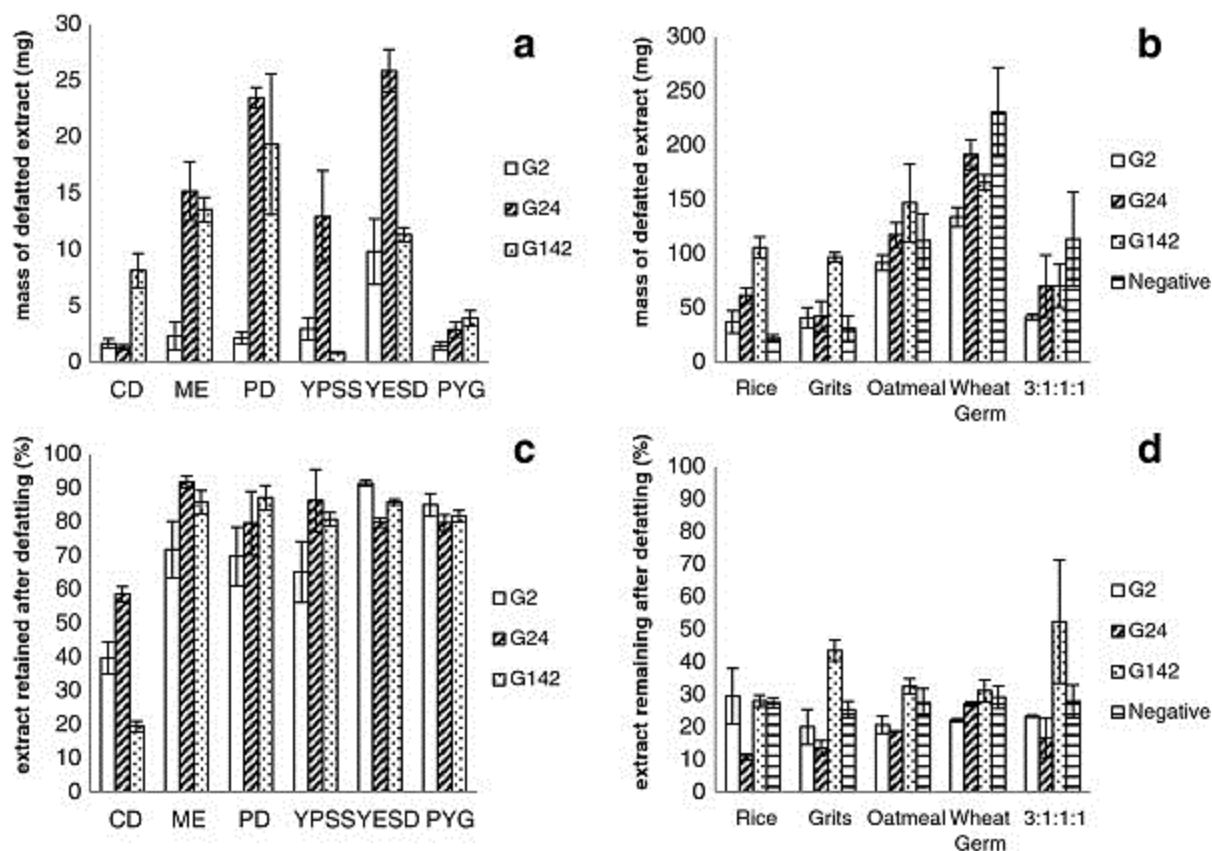 a
mass of defatted extract (mg)
30
25
20
15
10
5
0
CD ME PD YPSS YESD PYG
G2
G24
G142
b
mass of defatted extract (mg)
300
250
200
150
100
50
0
Rice Grits Oatmeal Wheat 3:1:1:1
Germ
G2
G24
G142
Negative
c
extract retained after defatting (%)
100
90
80
70
60
50
40
30
20
10
0
CD ME PD YPSS YESD PYG
G2
G24
G142
d
extract remaining after defatting (%)
100
90
80
70
60
50
40
30
20
10
0
Rice Grits Oatmeal Wheat 3:1:1:1
Germ
G2
G24
G142
Negative